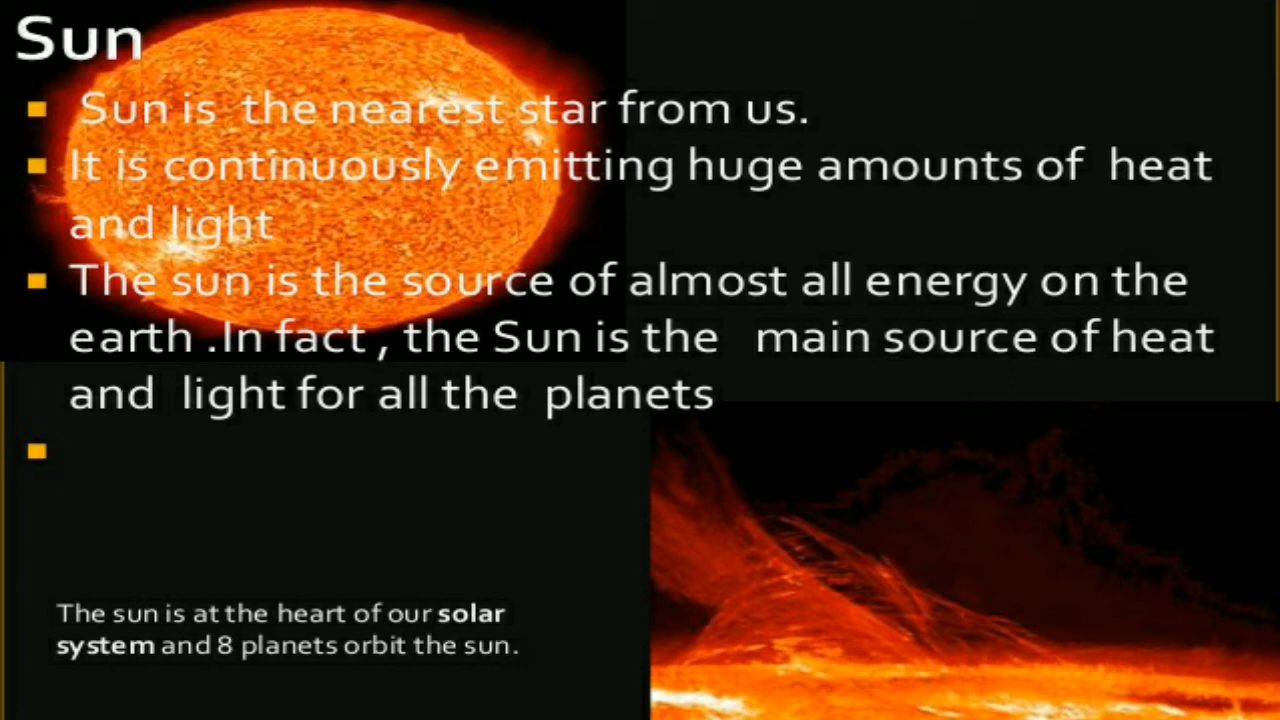 Sun
Sun is the nearest star from us.
It is continuously emitting huge amounts of heat
and light
The sun is the source of almost all energy on the
earth .In fact , the Sun is the main source of heat
and light for all the planets
The sun is at the heart of our solar
system and 8 planets orbit the sun.